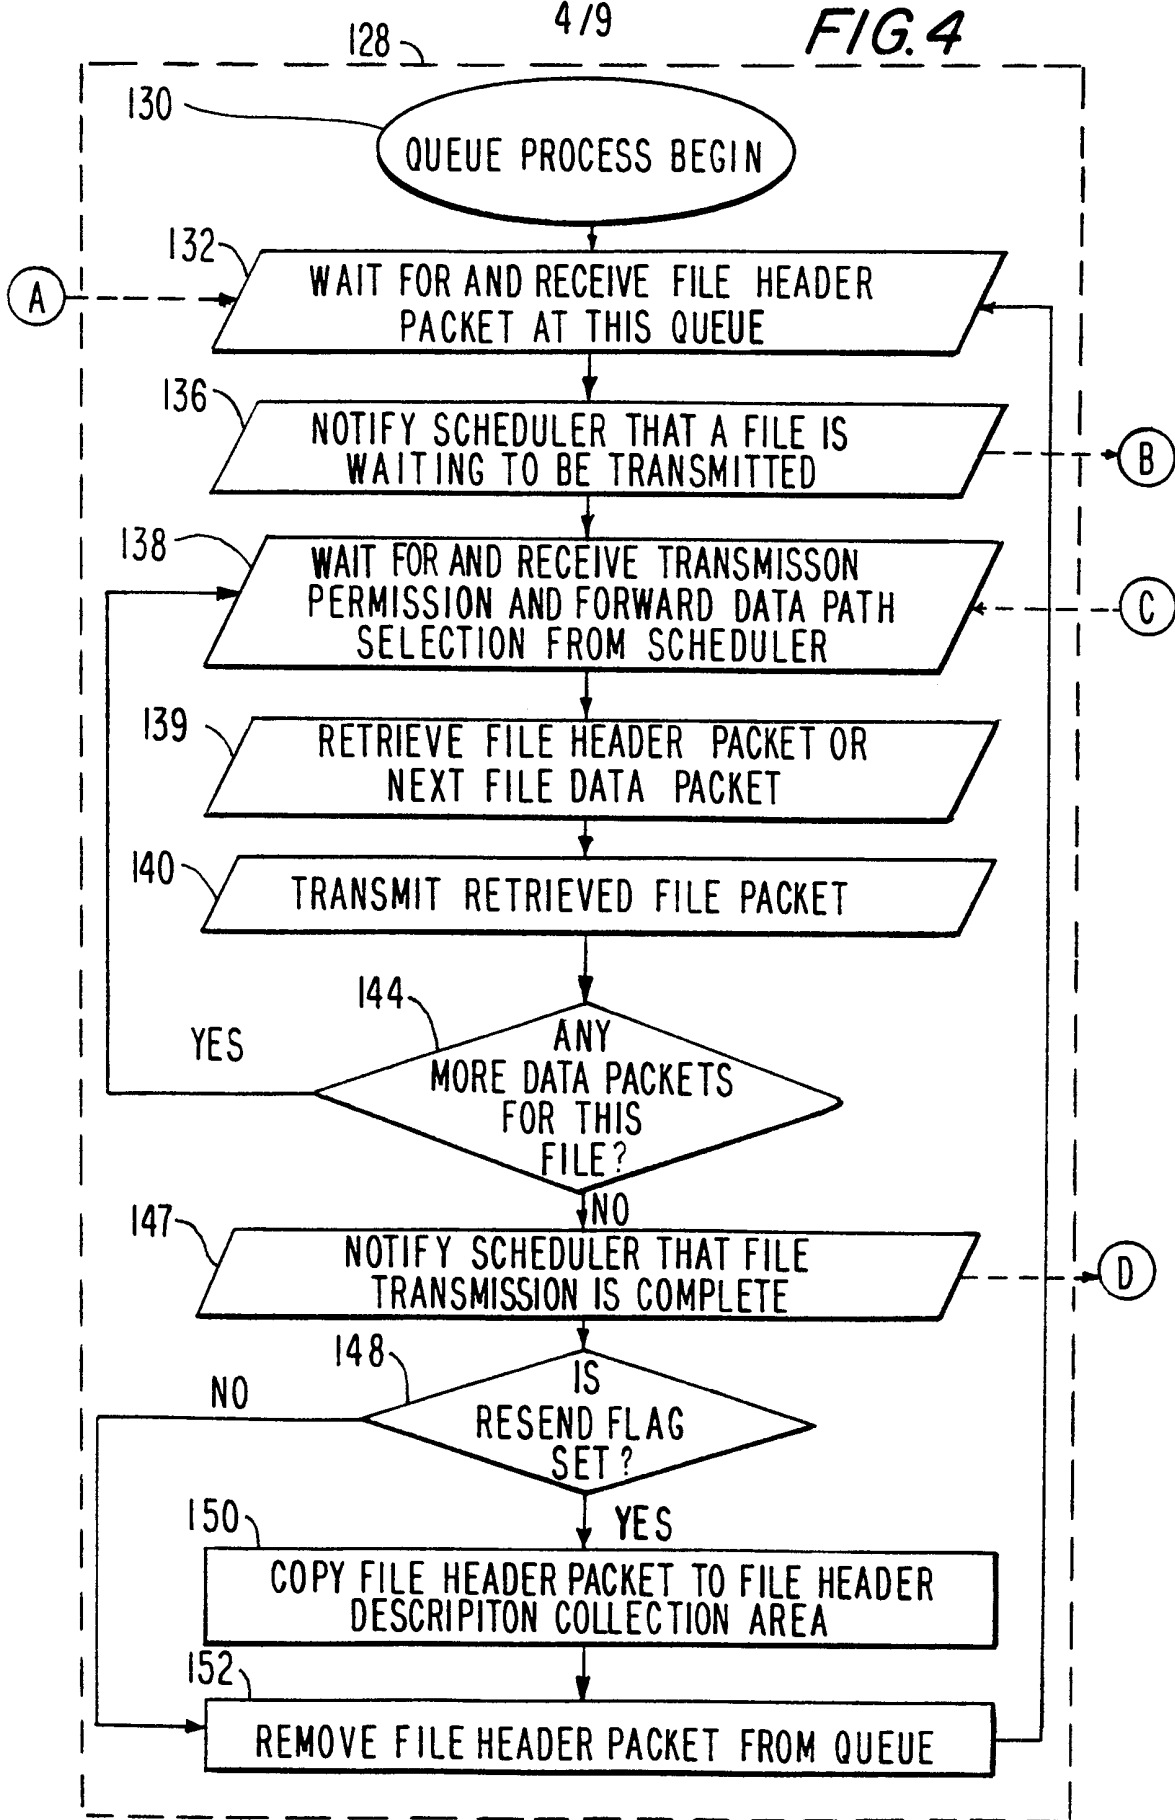 4/9
FIG.4
128
130
QUEUE PROCESS BEGIN
132
A
WAIT FOR AND RECEIVE FILE HEADER
PACKET AT THIS QUEUE
136
NOTIFY SCHEDULER THAT A FILE IS
WAITING TO BE TRANSMITTED
B
138
WAIT FOR AND RECEIVE TRANSMISSON
PERMISSION AND FORWARD DATA PATH
SELECTION FROM SCHEDULER
C
139
RETRIEVE FILE HEADER PACKET OR
NEXT FILE DATA PACKET
140
TRANSMIT RETRIEVED FILE PACKET
144
YES
ANY
MORE DATA PACKETS
FOR THIS
FILE?
NO
147
NOTIFY SCHEDULER THAT FILE
TRANSMISSION IS COMPLETE
D
148
NO
IS
RESEND FLAG
SET?
YES
150
COPY FILE HEADER PACKET TO FILE HEADER
DESCRIPITON COLLECTION AREA
152
REMOVE FILE HEADER PACKET FROM QUEUE